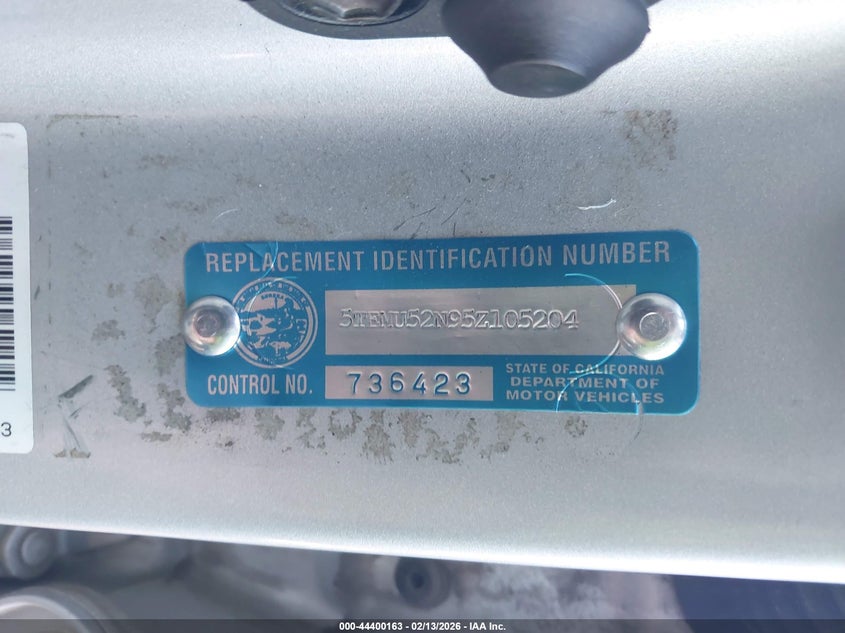 REPLACEMENT IDENTIFICATION NUMBER
5TEMU52N95Z105204
CONTROL NO. 736423
STATE OF CALIFORNIA
DEPARTMENT OF
MOTOR VEHICLES
3
000-44400163 - 02/13/2026 - IAA Inc.